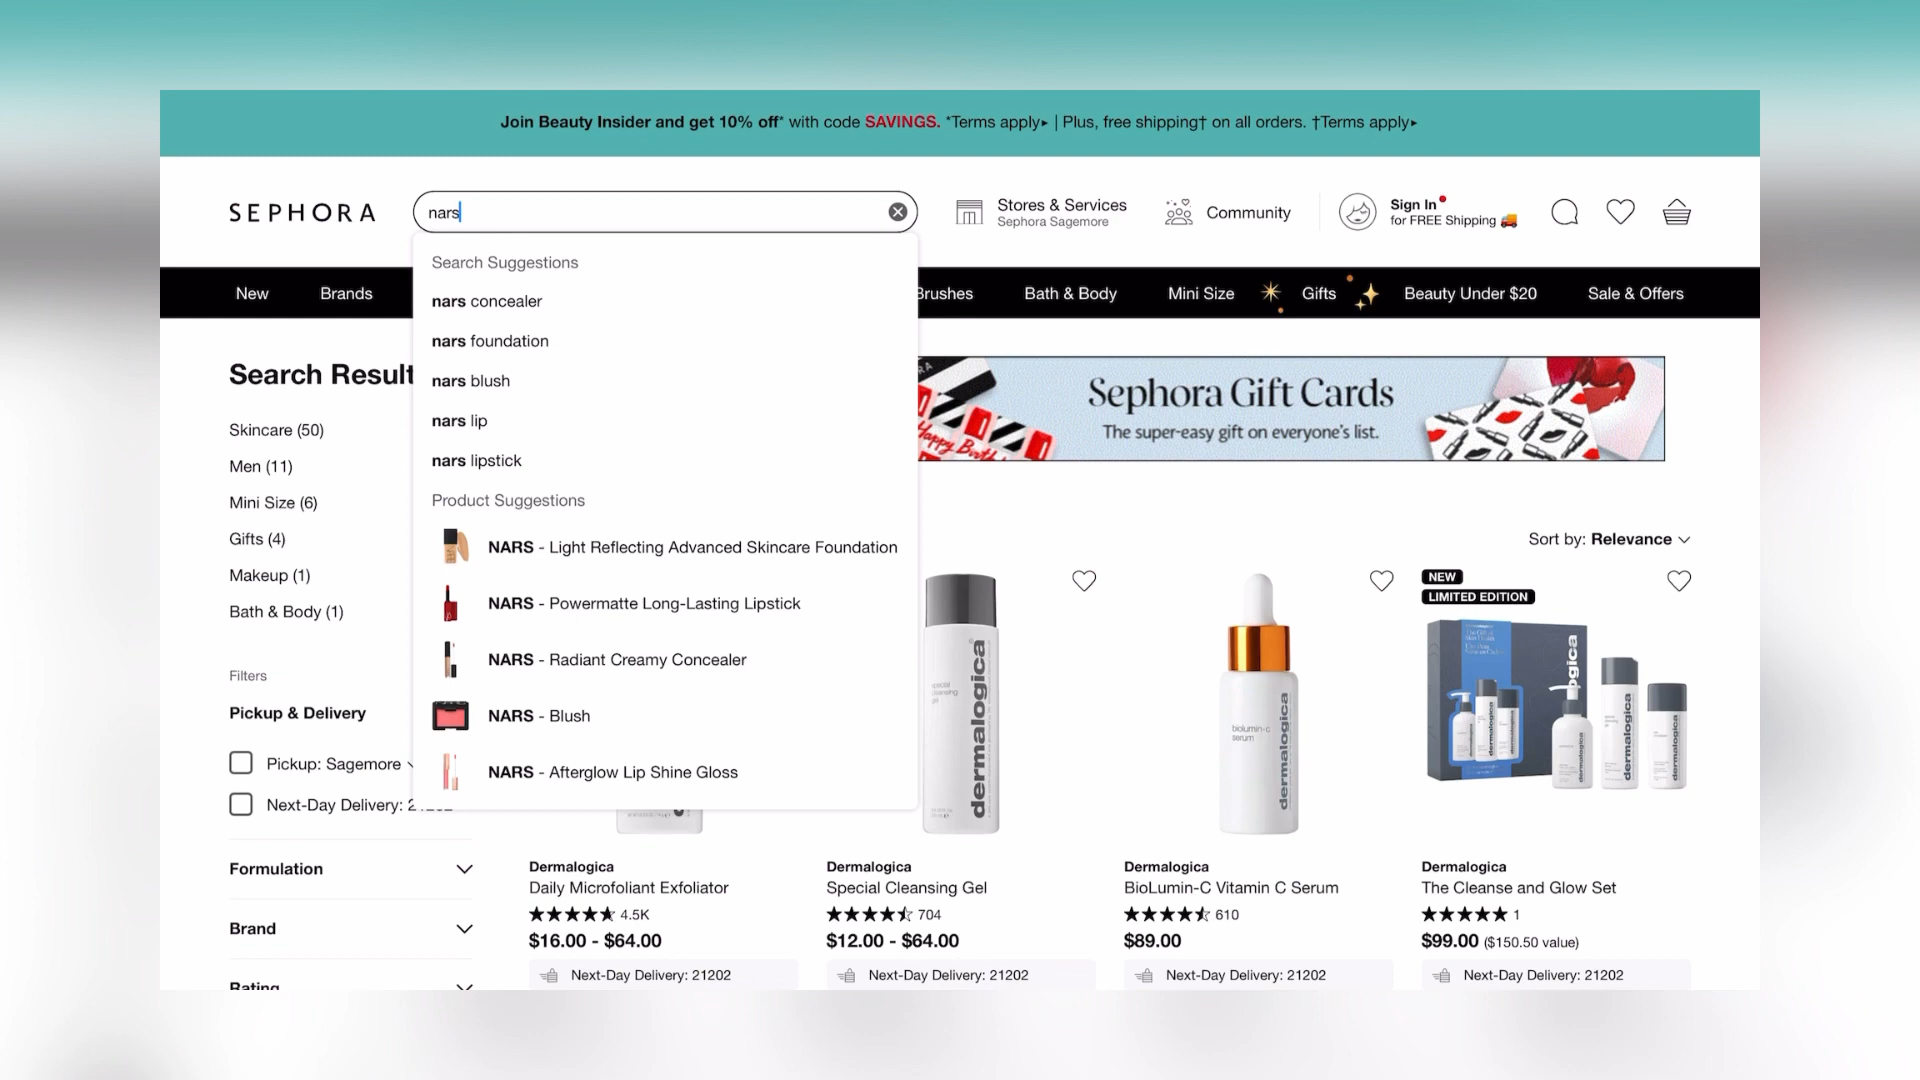 Join Beauty Insider and get 10% off* with code SAVINGS. *Terms apply▸ | Plus, free shipping† on all orders. †Terms apply▸
SEPHORA
nars
Stores & Services
Sephora Sagemore
Community
Sign In
for FREE Shipping 🚚
New
Brands
Brushes
Bath & Body
Mini Size
Gifts
Beauty Under $20
Sale & Offers
Search Suggestions
nars concealer
nars foundation
nars blush
nars lip
nars lipstick
Product Suggestions
NARS - Light Reflecting Advanced Skincare Foundation
NARS - Powermatte Long-Lasting Lipstick
NARS - Radiant Creamy Concealer
NARS - Blush
NARS - Afterglow Lip Shine Gloss
Search Result
Skincare (50)
Men (11)
Mini Size (6)
Gifts (4)
Makeup (1)
Bath & Body (1)
Filters
Pickup & Delivery
Pickup: Sagemore
Next-Day Delivery: 21202
Formulation
Brand
Rating
Happy Birth
Sephora Gift Cards
The super-easy gift on everyone's list.
Sort by: Relevance
special
cleansing
gel
dermalogica
biolumin-c
serum
dermalogica
NEW
LIMITED EDITION
dermalogica
Dermalogica
Daily Microfoliant Exfoliator
4.5K
$16.00 - $64.00
Next-Day Delivery: 21202
Dermalogica
Special Cleansing Gel
704
$12.00 - $64.00
Next-Day Delivery: 21202
Dermalogica
BioLumin-C Vitamin C Serum
610
$89.00
Next-Day Delivery: 21202
Dermalogica
The Cleanse and Glow Set
1
$99.00 ($150.50 value)
Next-Day Delivery: 21202